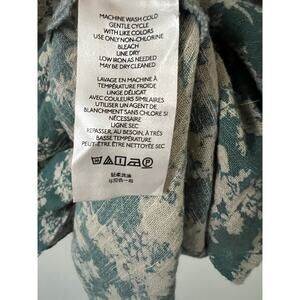 MACHINE WASH COLD
GENTLE CYCLE
WITH LIKE COLORS
USE ONLY NON-CHLORINE
BLEACH
LINE DRY
LOW IRON AS NEEDED
MAY BE DRY CLEANED
LAVAGE EN MACHINE À
TEMPÉRATURE FROIDE
LINGE DÉLICAT
AVEC COULEURS SIMILAIRES
UTILISER UN AGENT DE
BLANCHIMENT SANS CHLORE SI
NÉCESSAIRE
LIGNE SEC
REPASSER, AU BESOIN, À TRÈS
BASSE TEMPÉRATURE
PEUT-ÊTRE ÊTRE NETTOYÉE SEC